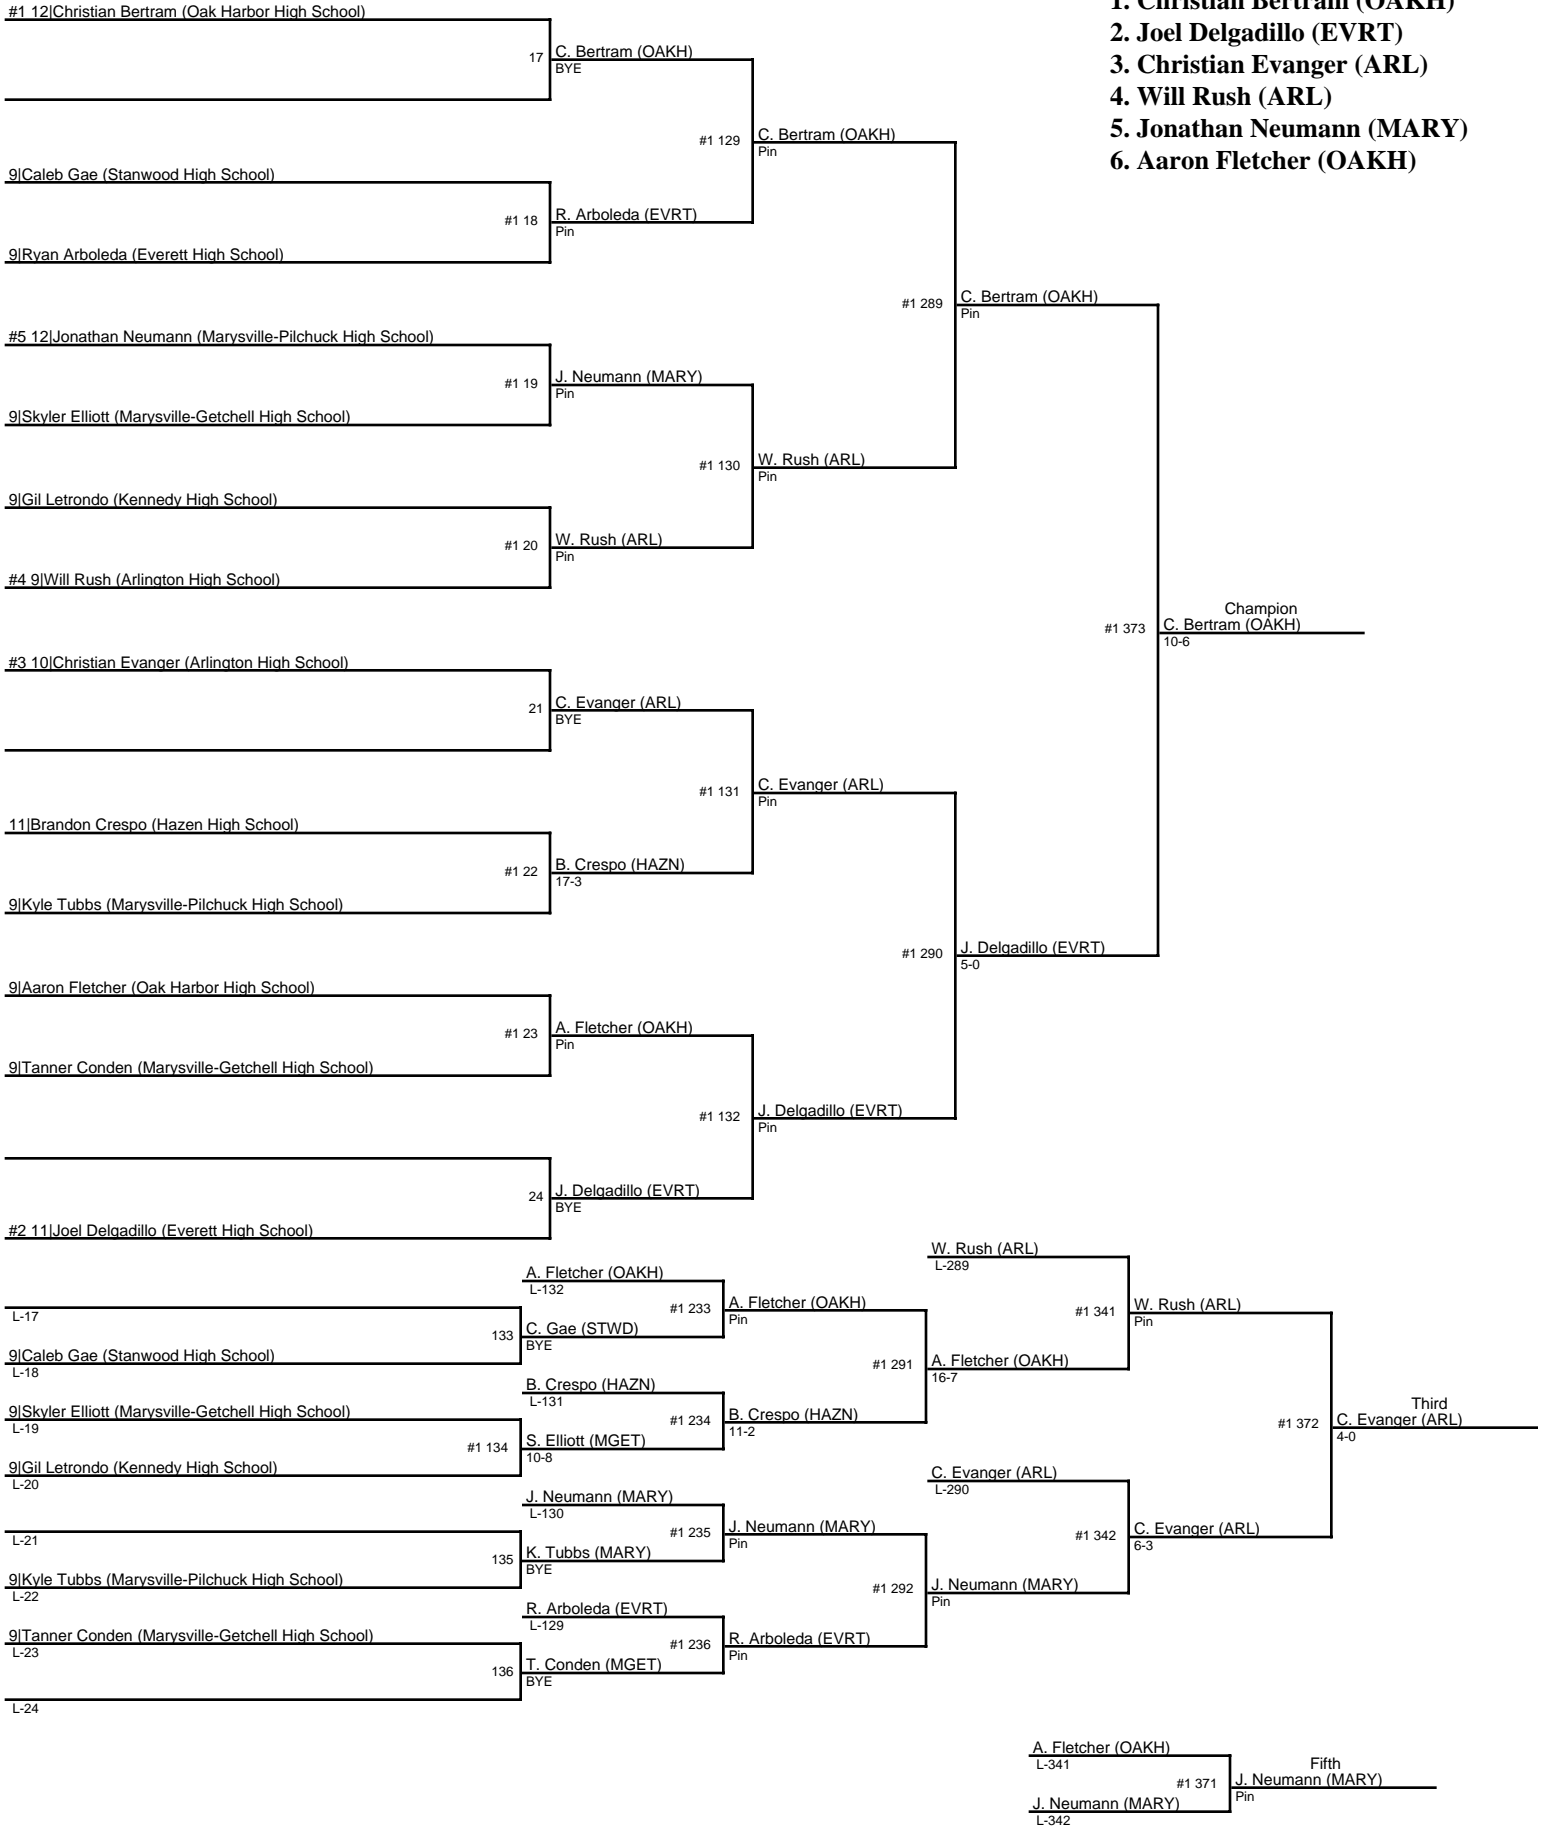 #1 12|Christian Bertram (Oak Harbor High School)
1. Christian Bertram (OAKH)
2. Joel Delgadillo (EVRT)
3. Christian Evanger (ARL)
4. Will Rush (ARL)
5. Jonathan Neumann (MARY)
6. Aaron Fletcher (OAKH)
17
C. Bertram (OAKH)
BYE
#1 129
C. Bertram (OAKH)
Pin
9|Caleb Gae (Stanwood High School)
#1 18
R. Arboleda (EVRT)
Pin
9|Ryan Arboleda (Everett High School)
#1 289
C. Bertram (OAKH)
Pin
#5 12|Jonathan Neumann (Marysville-Pilchuck High School)
#1 19
J. Neumann (MARY)
Pin
9|Skyler Elliott (Marysville-Getchell High School)
#1 130
W. Rush (ARL)
Pin
9|Gil Letrondo (Kennedy High School)
#1 20
W. Rush (ARL)
Pin
#4 9|Will Rush (Arlington High School)
#1 373
Champion
C. Bertram (OAKH)
10-6
#3 10|Christian Evanger (Arlington High School)
21
C. Evanger (ARL)
BYE
#1 131
C. Evanger (ARL)
Pin
11|Brandon Crespo (Hazen High School)
#1 22
B. Crespo (HAZN)
17-3
9|Kyle Tubbs (Marysville-Pilchuck High School)
#1 290
J. Delgadillo (EVRT)
5-0
9|Aaron Fletcher (Oak Harbor High School)
#1 23
A. Fletcher (OAKH)
Pin
9|Tanner Conden (Marysville-Getchell High School)
#1 132
J. Delgadillo (EVRT)
Pin
24
J. Delgadillo (EVRT)
BYE
#2 11|Joel Delgadillo (Everett High School)
W. Rush (ARL)
L-289
A. Fletcher (OAKH)
L-132
#1 233
A. Fletcher (OAKH)
Pin
#1 341
W. Rush (ARL)
Pin
L-17
133
C. Gae (STWD)
BYE
9|Caleb Gae (Stanwood High School)
L-18
#1 291
A. Fletcher (OAKH)
16-7
B. Crespo (HAZN)
L-131
#1 234
B. Crespo (HAZN)
11-2
9|Skyler Elliott (Marysville-Getchell High School)
L-19
#1 134
S. Elliott (MGET)
10-8
9|Gil Letrondo (Kennedy High School)
L-20
#1 372
Third
C. Evanger (ARL)
4-0
C. Evanger (ARL)
L-290
J. Neumann (MARY)
L-130
#1 235
J. Neumann (MARY)
Pin
#1 342
C. Evanger (ARL)
6-3
L-21
135
K. Tubbs (MARY)
BYE
9|Kyle Tubbs (Marysville-Pilchuck High School)
L-22
#1 292
J. Neumann (MARY)
Pin
R. Arboleda (EVRT)
L-129
#1 236
R. Arboleda (EVRT)
Pin
9|Tanner Conden (Marysville-Getchell High School)
L-23
136
T. Conden (MGET)
BYE
L-24
A. Fletcher (OAKH)
L-341
#1 371
Fifth
J. Neumann (MARY)
Pin
J. Neumann (MARY)
L-342